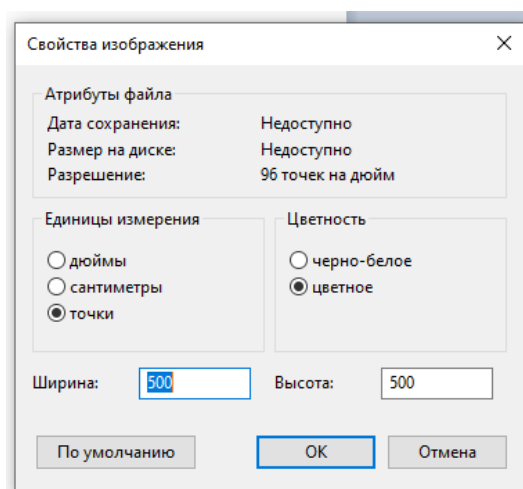 Свойства изображения
Атрибуты файла
Дата сохранения: Недоступно
Размер на диске: Недоступно
Разрешение: 96 точек на дюйм
Единицы измерения
дюймы
сантиметры
точки
Цветность
черно-белое
цветное
Ширина: 500 Высота: 500
По умолчанию ОК Отмена